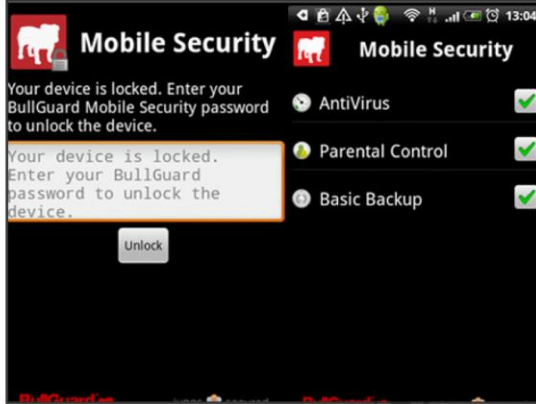 Mobile Security
Your device is locked. Enter your
BullGuard Mobile Security password
to unlock the device.
Your device is locked.
Enter your BullGuard
password to unlock the
device.
Unlock
H
13:04
Mobile Security
AntiVirus
Parental Control
Basic Backup
BullGuard